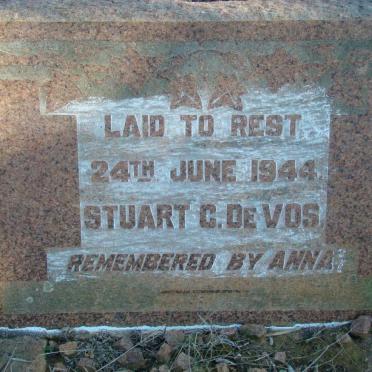 LAID TO REST
24TH JUNE 1944
STUART C. DE VOS
REMEMBERED BY ANNA